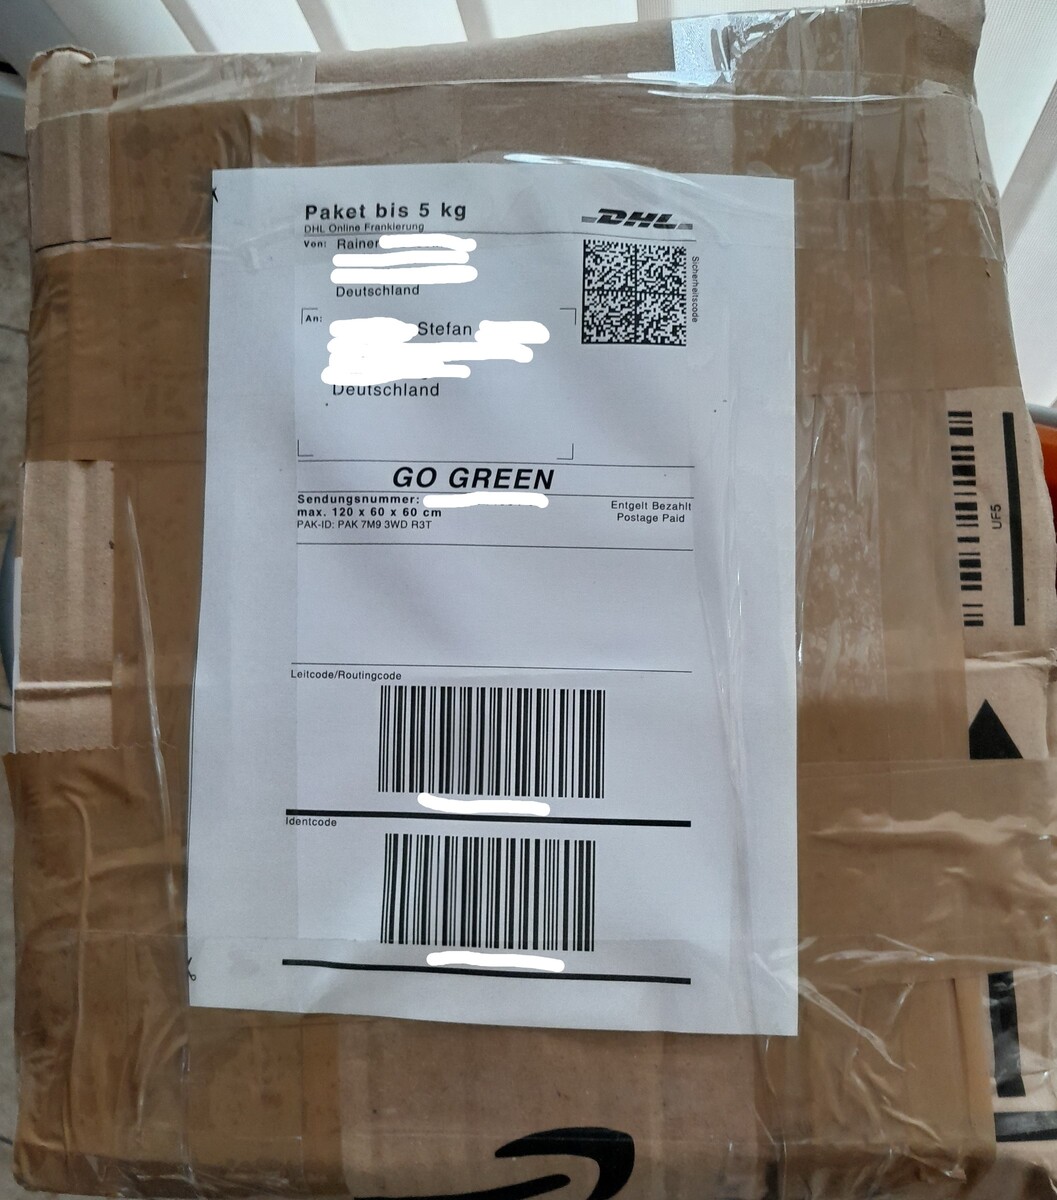 Paket bis 5 kg
DHL Online Frankierung
DHL
Von: Rainer
Deutschland
Sicherheitscode
An:
Stefan
Deutschland
GO GREEN
Sendungsnummer:
max. 120 x 60 x 60 cm
PAK-ID: PAK 7M9 3WD R3T
Entgelt Bezahlt
Postage Paid
Leitcode/Routingcode
Identcode
UF5